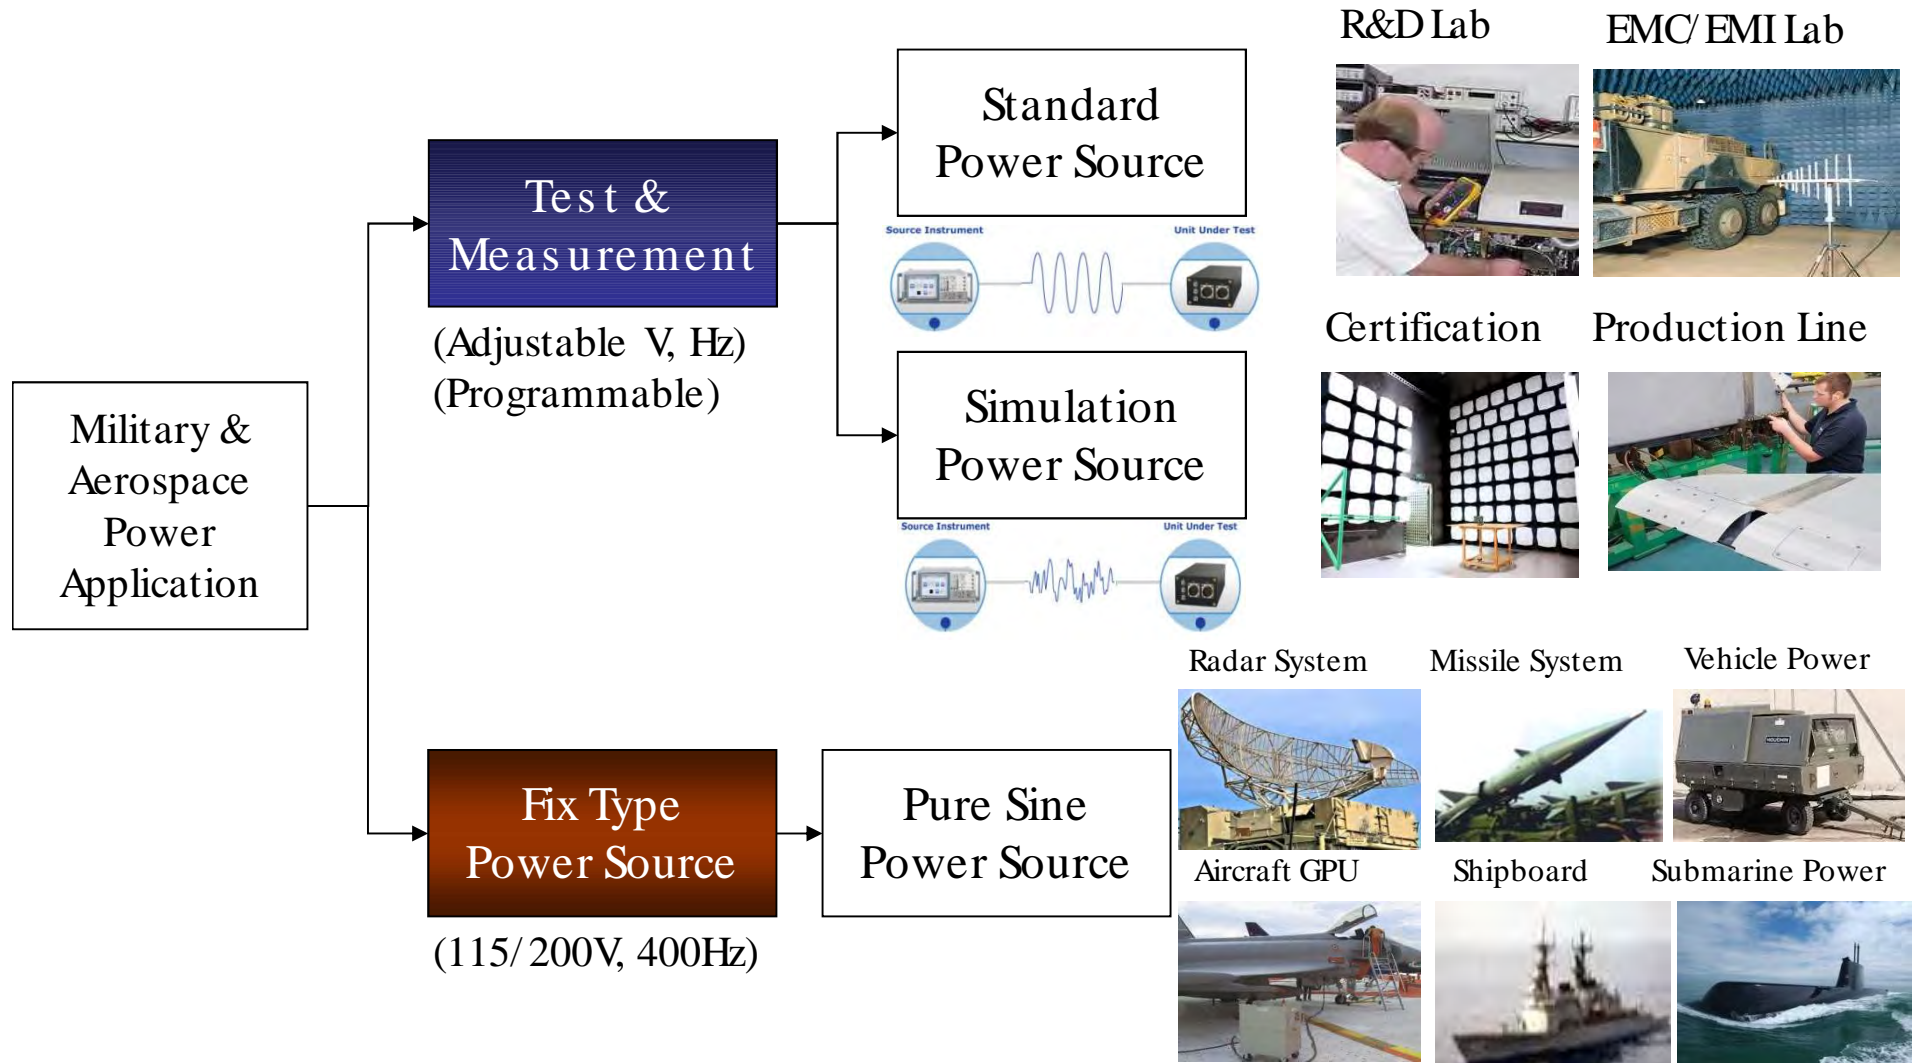 Military &
Aerospace
Power
Application
Test &
Measurement
(Adjustable V, Hz)
(Programmable)
Standard
Power Source
Source Instrument
Unit Under Test
Simulation
Power Source
Source Instrument
Unit Under Test
R&D Lab
EMC/EMI Lab
Certification
Production Line
Fix Type
Power Source
(115/200V, 400Hz)
Pure Sine
Power Source
Radar System
Missile System
Vehicle Power
HOUCHIN
Aircraft GPU
Shipboard
Submarine Power